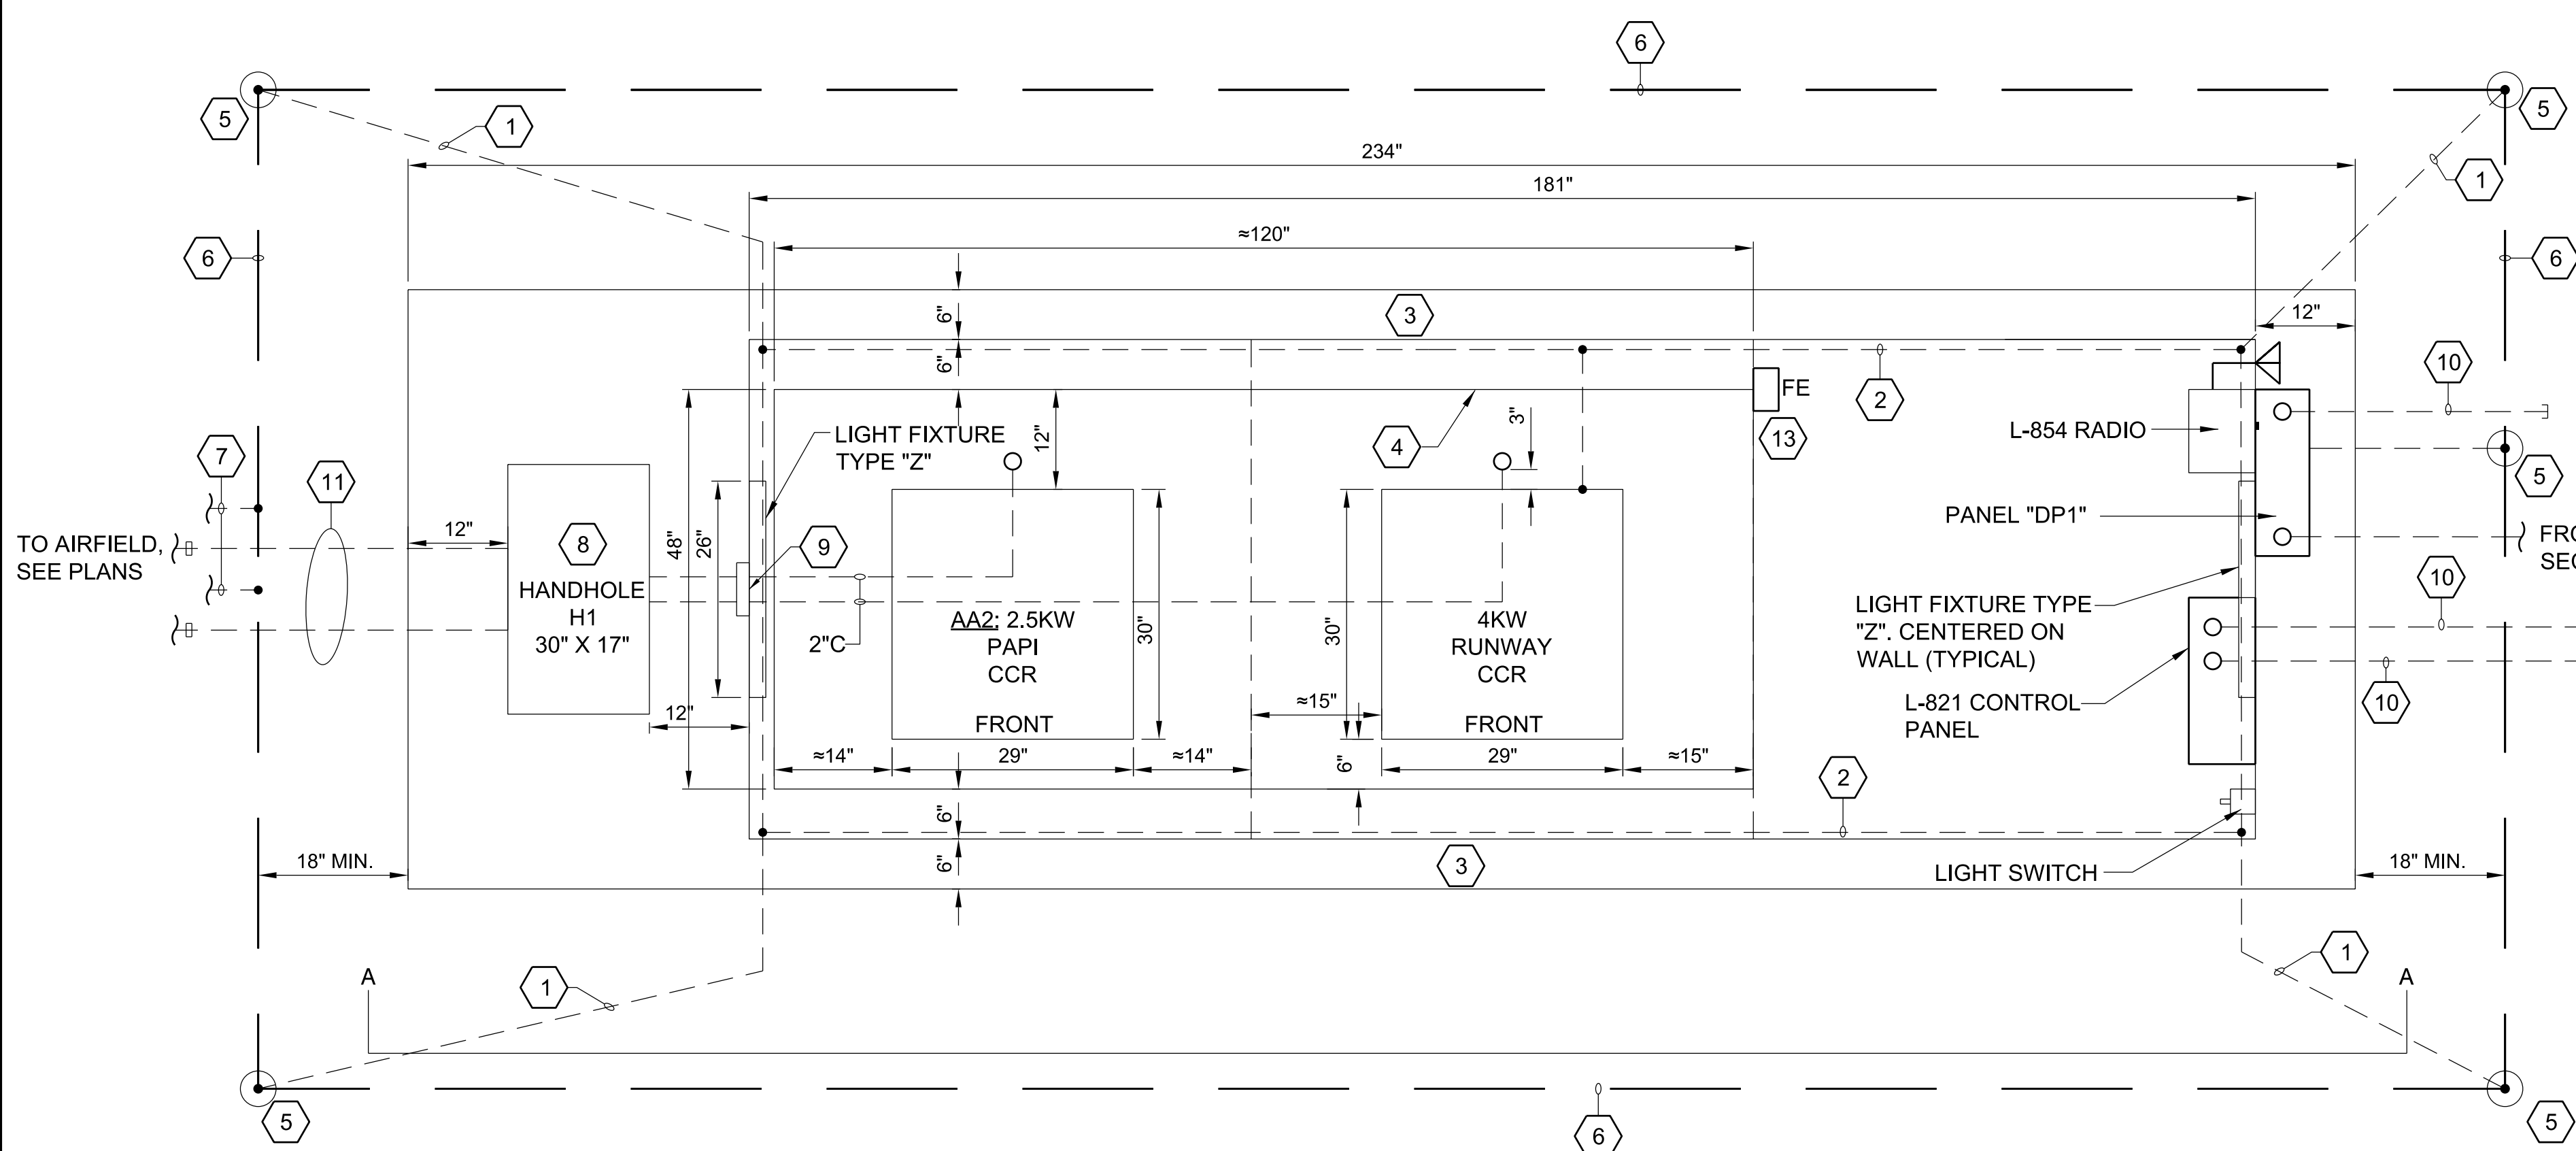 6
5
1
5
234"
1
181"
6
≈120"
6
6"
3
12"
6"
10
FE
2
3"
LIGHT FIXTURE
TYPE "Z"
12"
4
13
L-854 RADIO
7
11
5
PANEL "DP1"
TO AIRFIELD,
SEE PLANS
12"
8
48"
26"
9
FRO
SEC
HANDHOLE
H1
30" X 17"
10
LIGHT FIXTURE TYPE
"Z". CENTERED ON
WALL (TYPICAL)
2"C
AA2: 2.5KW
PAPI
CCR
FRONT
30"
30"
4KW
RUNWAY
CCR
FRONT
10
L-821 CONTROL
PANEL
12"
≈15"
≈14"
29"
≈14"
6"
29"
≈15"
2
6"
6"
3
18" MIN.
LIGHT SWITCH
18" MIN.
A
1
1
A
5
6
5